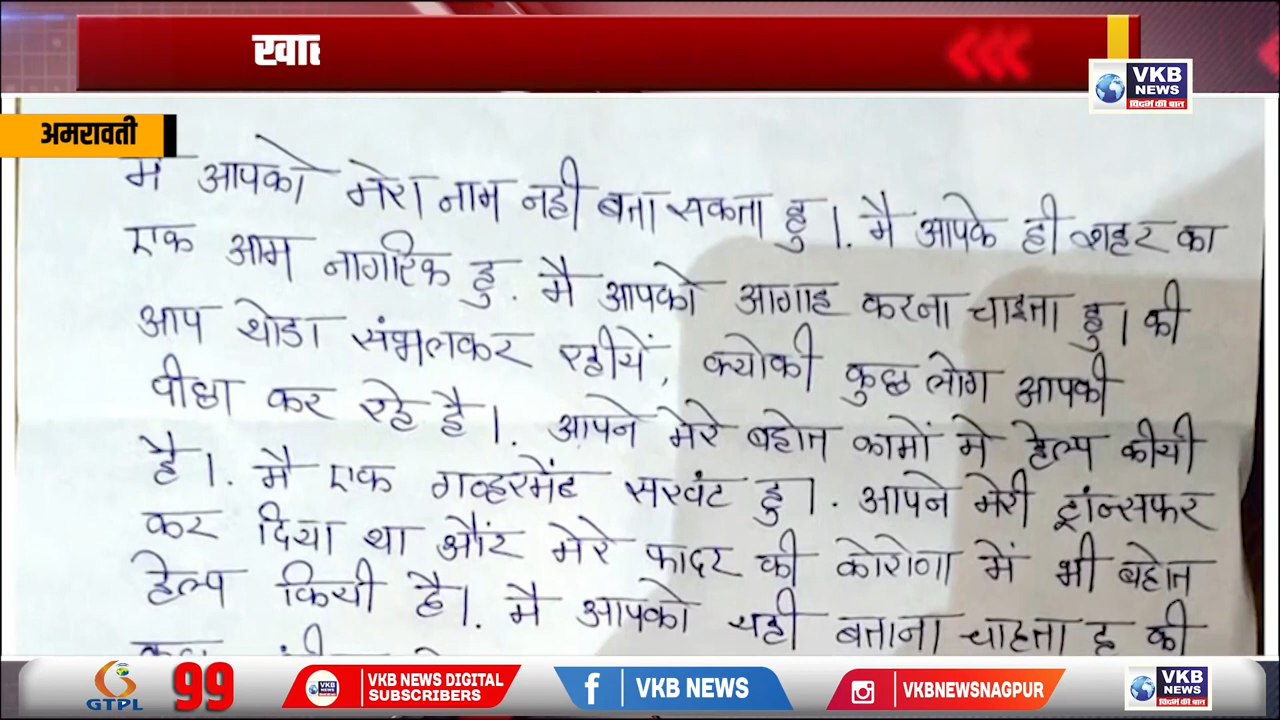 खा
VKB
NEWS
विदर्भ की बात
अमरावती
मैं आपको मेरा नाम नही बता सकता हु। मै आपके ही शहर का
एक आम नागरिक हु. मै आपको आगाह करना चाहता हु। की
आप थोडा संभलकर रहीयें, क्योकी कुछ लोग आपकी
पीछा कर रहे है।. आपने मेरे बहोत कामों मे हेल्प कीयी
है।. मै एक गव्हरमेंट सरवंट हु।. आपने मेरी ट्रांन्सफर
कर दिया था और मेरे फादर की कोरोना में भी बहोत
हेल्प कियी है।. मै आपको यही बताना चाहता हु की
GTPL
99
VKB NEWS DIGITAL
SUBSCRIBERS
VKB NEWS
VKBNEWSNAGPUR
VKB
NEWS
विदर्भ की बात